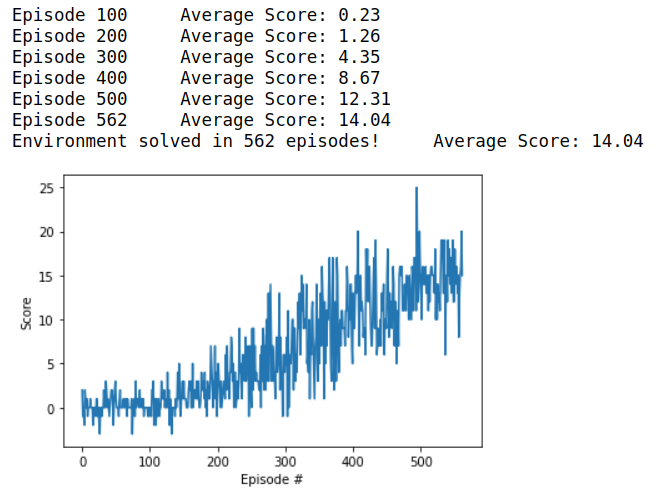 Episode 100 Average Score: 0.23
Episode 200 Average Score: 1.26
Episode 300 Average Score: 4.35
Episode 400 Average Score: 8.67
Episode 500 Average Score: 12.31
Episode 562 Average Score: 14.04
Environment solved in 562 episodes! Average Score: 14.04
25
20
15
10
5
0
Score
0 100 200 300 400 500
Episode #